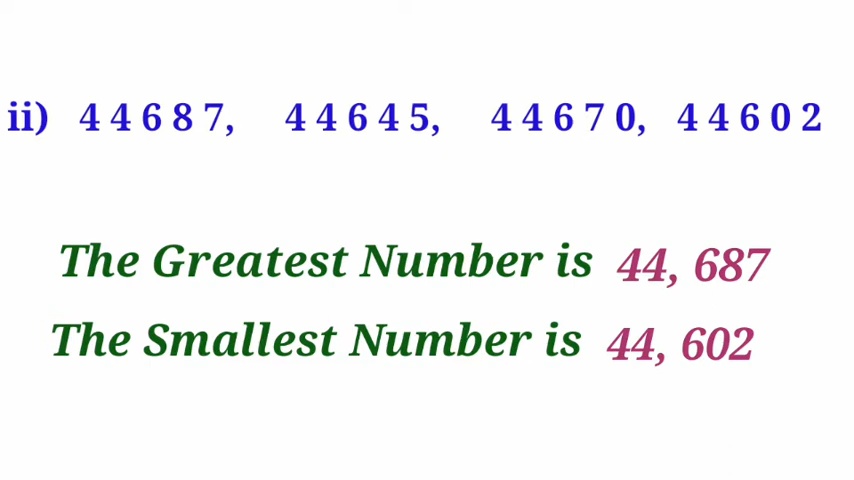 ii) 4 4 6 8 7, 4 4 6 4 5, 4 4 6 7 0, 4 4 6 0 2
The Greatest Number is 44, 687
The Smallest Number is 44, 602